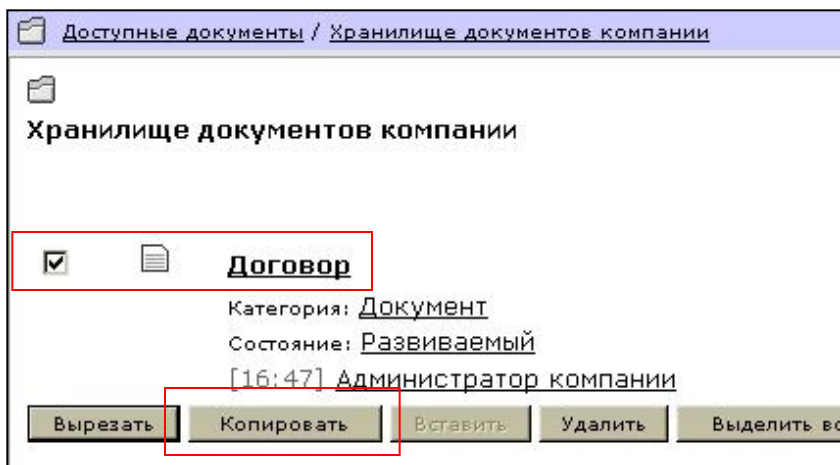 Доступные документы / Хранилище документов компании
Хранилище документов компании
Договор
Категория: Документ
Состояние: Развиваемый
[16:47] Администратор компании
Вырезать Копировать Вставить Удалить Выделить